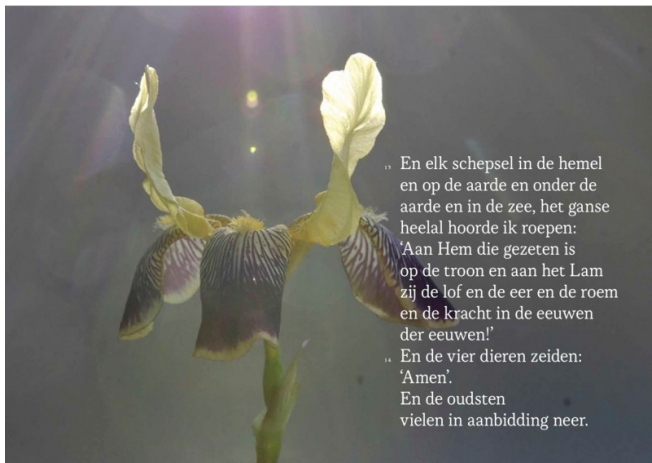 13 En elk schepsel in de hemel
en op de aarde en onder de
aarde en in de zee, het ganse
heelal hoorde ik roepen:
‘Aan Hem die gezeten is
op de troon en aan het Lam
zij de lof en de eer en de roem
en de kracht in de eeuwen
der eeuwen!’
14 En de vier dieren zeiden:
‘Amen’.
En de oudsten
vielen in aanbidding neer.